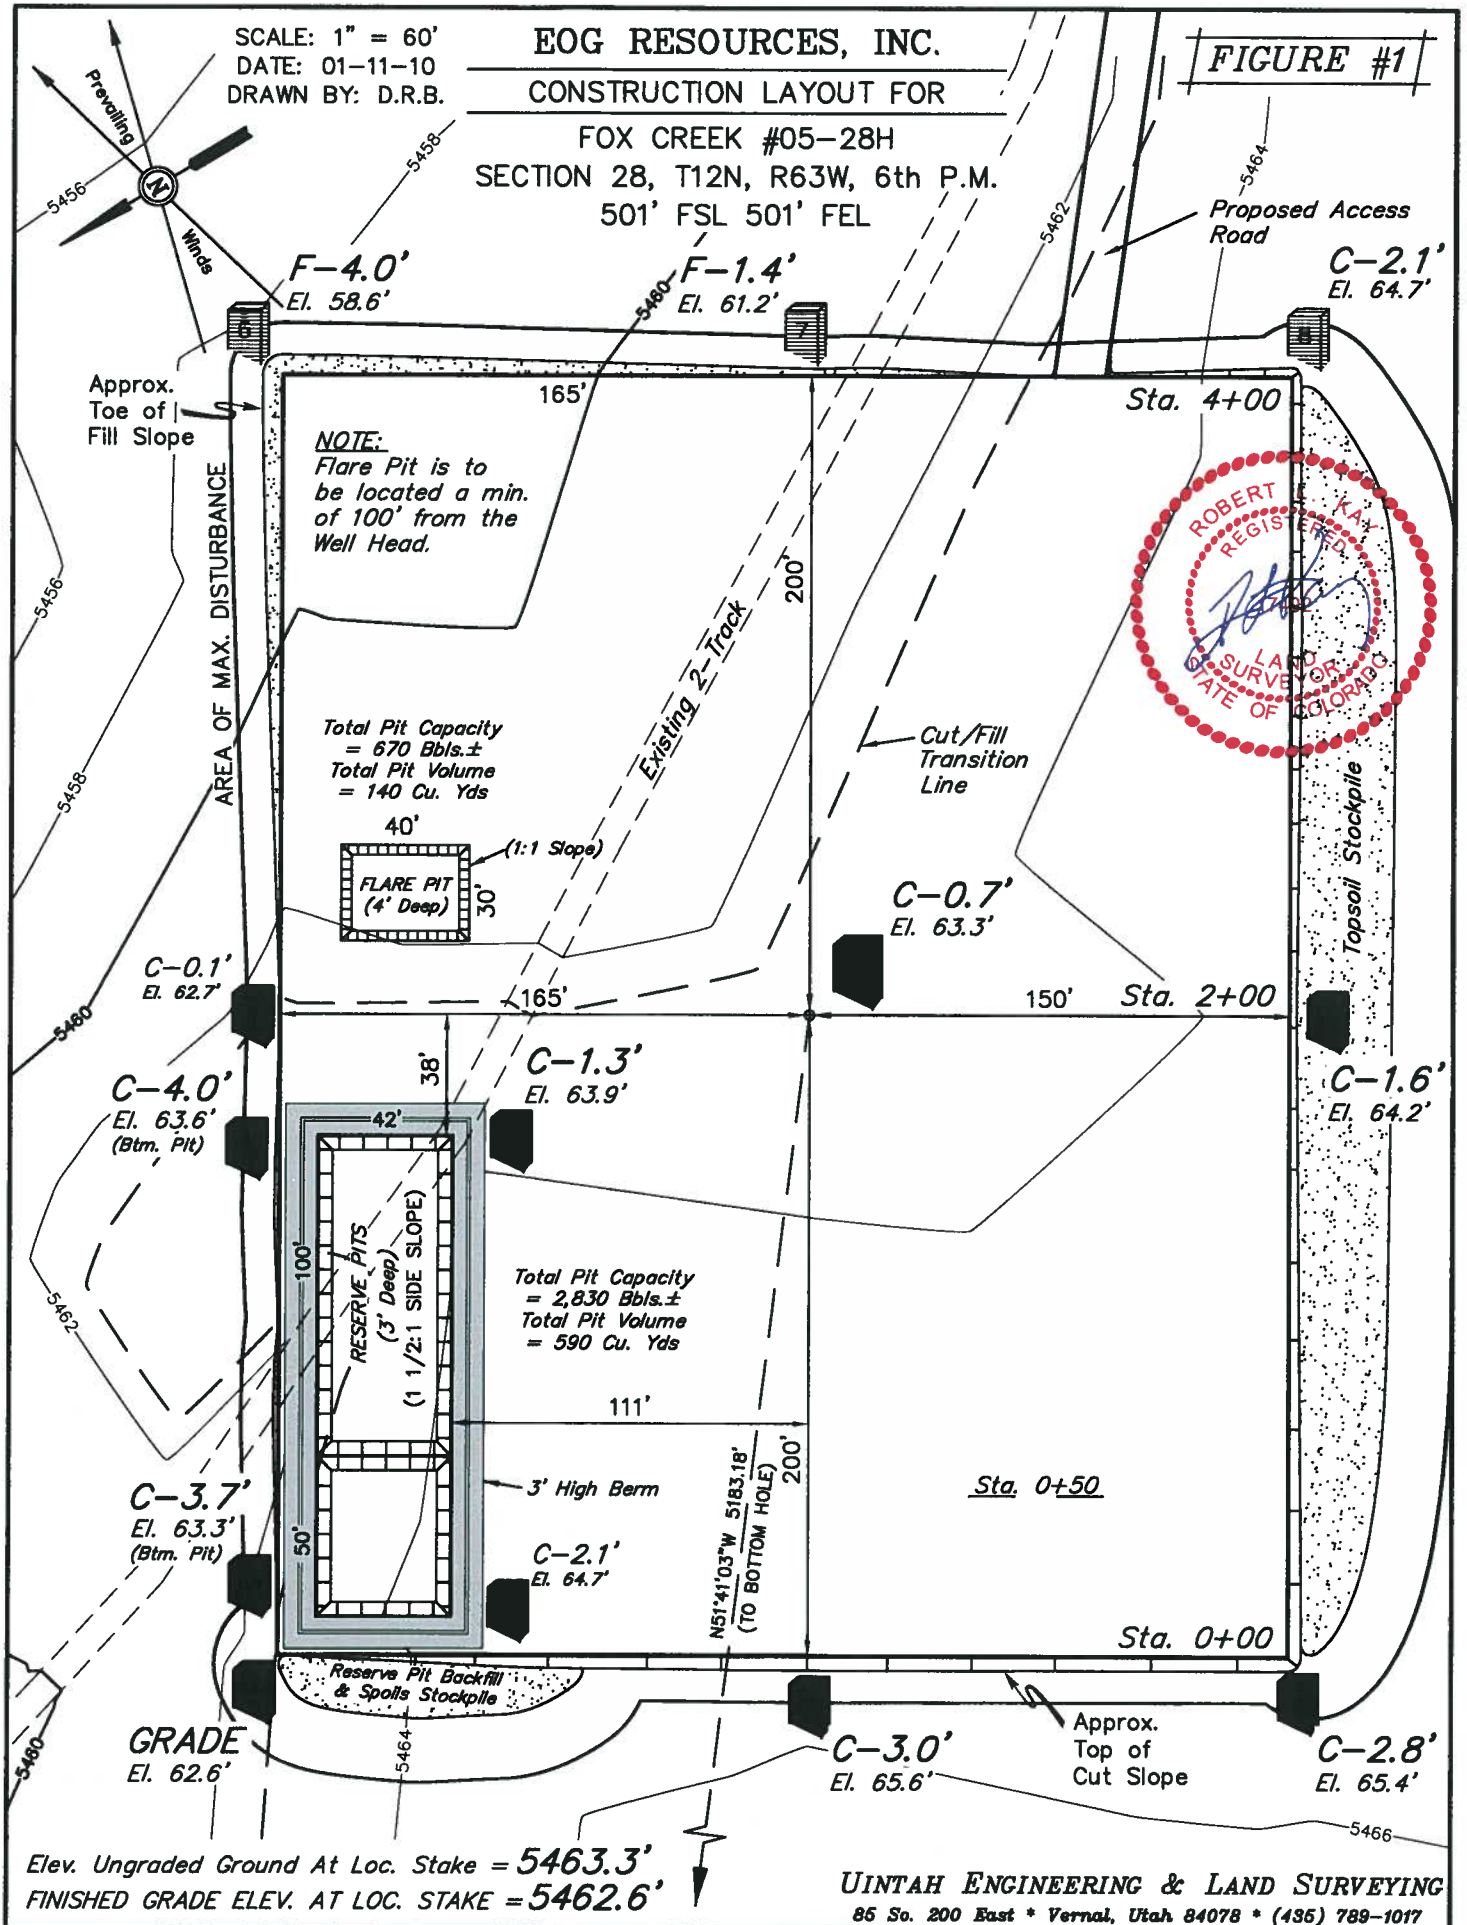 SCALE: 1" = 60'
DATE: 01-11-10
DRAWN BY: D.R.B.
EOG RESOURCES, INC.
CONSTRUCTION LAYOUT FOR
FOX CREEK #05-28H
SECTION 28, T12N, R63W, 6th P.M.
501' FSL 501' FEL
FIGURE #1
Prevailing
N
Winds
5456
5458
5464
5462
Proposed Access
Road
F-4.0'
El. 58.6'
5460
F-1.4'
El. 61.2'
C-2.1'
El. 64.7'
6
7
8
Approx.
Toe of
Fill Slope
165'
Sta. 4+00
NOTE:
Flare Pit is to
be located a min.
of 100' from the
Well Head.
AREA OF MAX. DISTURBANCE
200'
ROBERT L. KAY
REGISTERED
LAND
SURVEYOR
STATE OF COLORADO
5456
Existing 2-Track
Total Pit Capacity
= 670 Bbls.±
Total Pit Volume
= 140 Cu. Yds
Cut/Fill
Transition
Line
5458
40'
(1:1 Slope)
FLARE PIT
(4' Deep)
30'
Topsoil Stockpile
C-0.7'
El. 63.3'
C-0.1'
El. 62.7'
5460
165'
150'
Sta. 2+00
38'
C-1.3'
El. 63.9'
C-4.0'
El. 63.6'
(Btm. Pit)
C-1.6'
El. 64.2'
42'
100'
RESERVE PITS
(3' Deep)
(1 1/2:1 SIDE SLOPE)
5462
Total Pit Capacity
= 2,830 Bbls.±
Total Pit Volume
= 590 Cu. Yds
111'
200'
N51°41'03"W 5183.18'
(TO BOTTOM HOLE)
3' High Berm
Sta. 0+50
C-3.7'
El. 63.3'
(Btm. Pit)
50'
C-2.1'
El. 64.7'
Sta. 0+00
Reserve Pit Backfill
& Spoils Stockpile
GRADE
El. 62.6'
5460
5464
C-3.0'
El. 65.6'
Approx.
Top of
Cut Slope
C-2.8'
El. 65.4'
5466
Elev. Ungraded Ground At Loc. Stake = 5463.3'
FINISHED GRADE ELEV. AT LOC. STAKE = 5462.6'
UINTAH ENGINEERING & LAND SURVEYING
85 So. 200 East * Vernal, Utah 84078 * (435) 789-1017